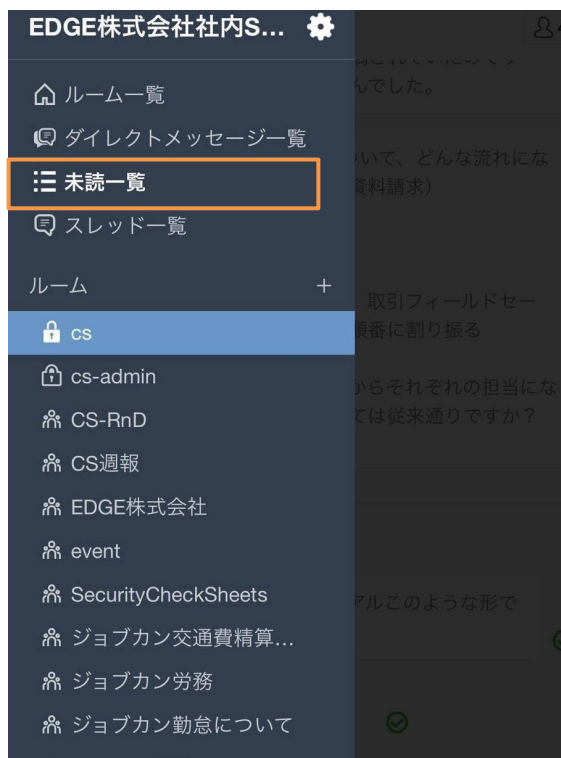 EDGE株式会社社内S...
ルーム一覧
ダイレクトメッセージ一覧
未読一覧
スレッド一覧
ルーム +
cs
cs-admin
CS-RnD
CS週報
EDGE株式会社
event
SecurityCheckSheets
ジョブカン交通費精算...
ジョブカン労務
ジョブカン勤怠について
んでした。
いて、どんな流れにな
資料請求）
取引フィールドセー
順番に割り振る
からそれぞれの担当にな
ては従来通りですか？
アルこのような形で